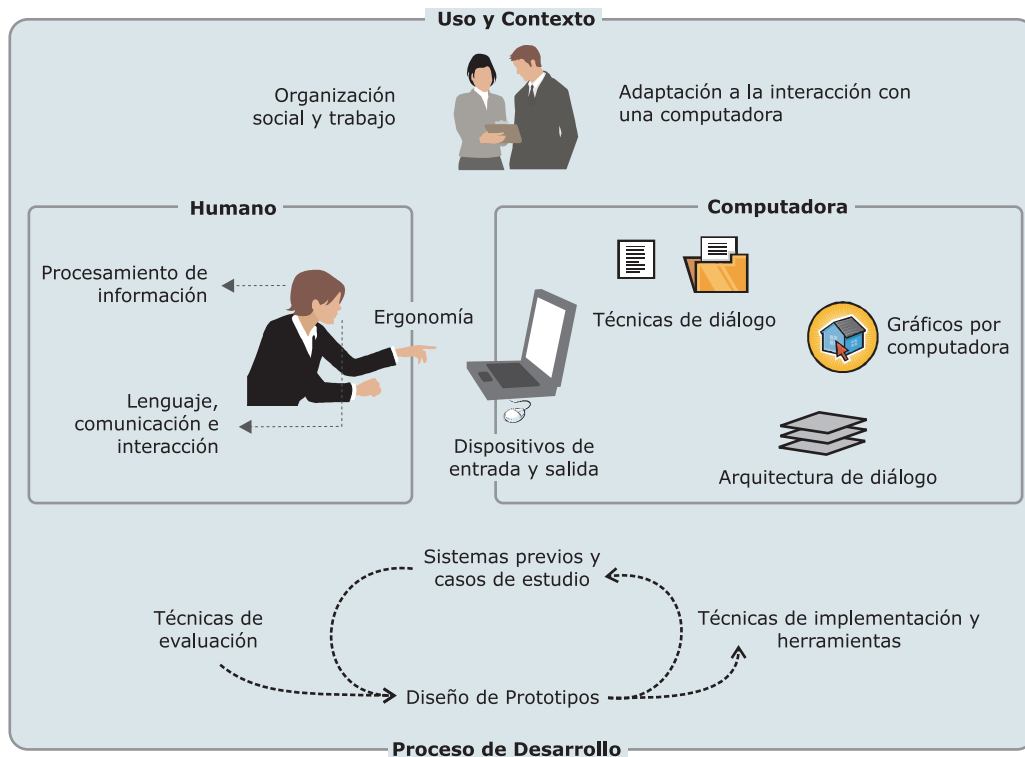 Uso y Contexto
Organización
social y trabajo
Adaptación a la interacción con
una computadora
Humano
Procesamiento de
información
Ergonomía
Lenguaje,
comunicación e
interacción
Computadora
Técnicas de diálogo
Gráficos por
computadora
Dispositivos de
entrada y salida
Arquitectura de diálogo
Sistemas previos y
casos de estudio
Técnicas de
evaluación
Técnicas de implementación y
herramientas
Diseño de Prototipos
Proceso de Desarrollo